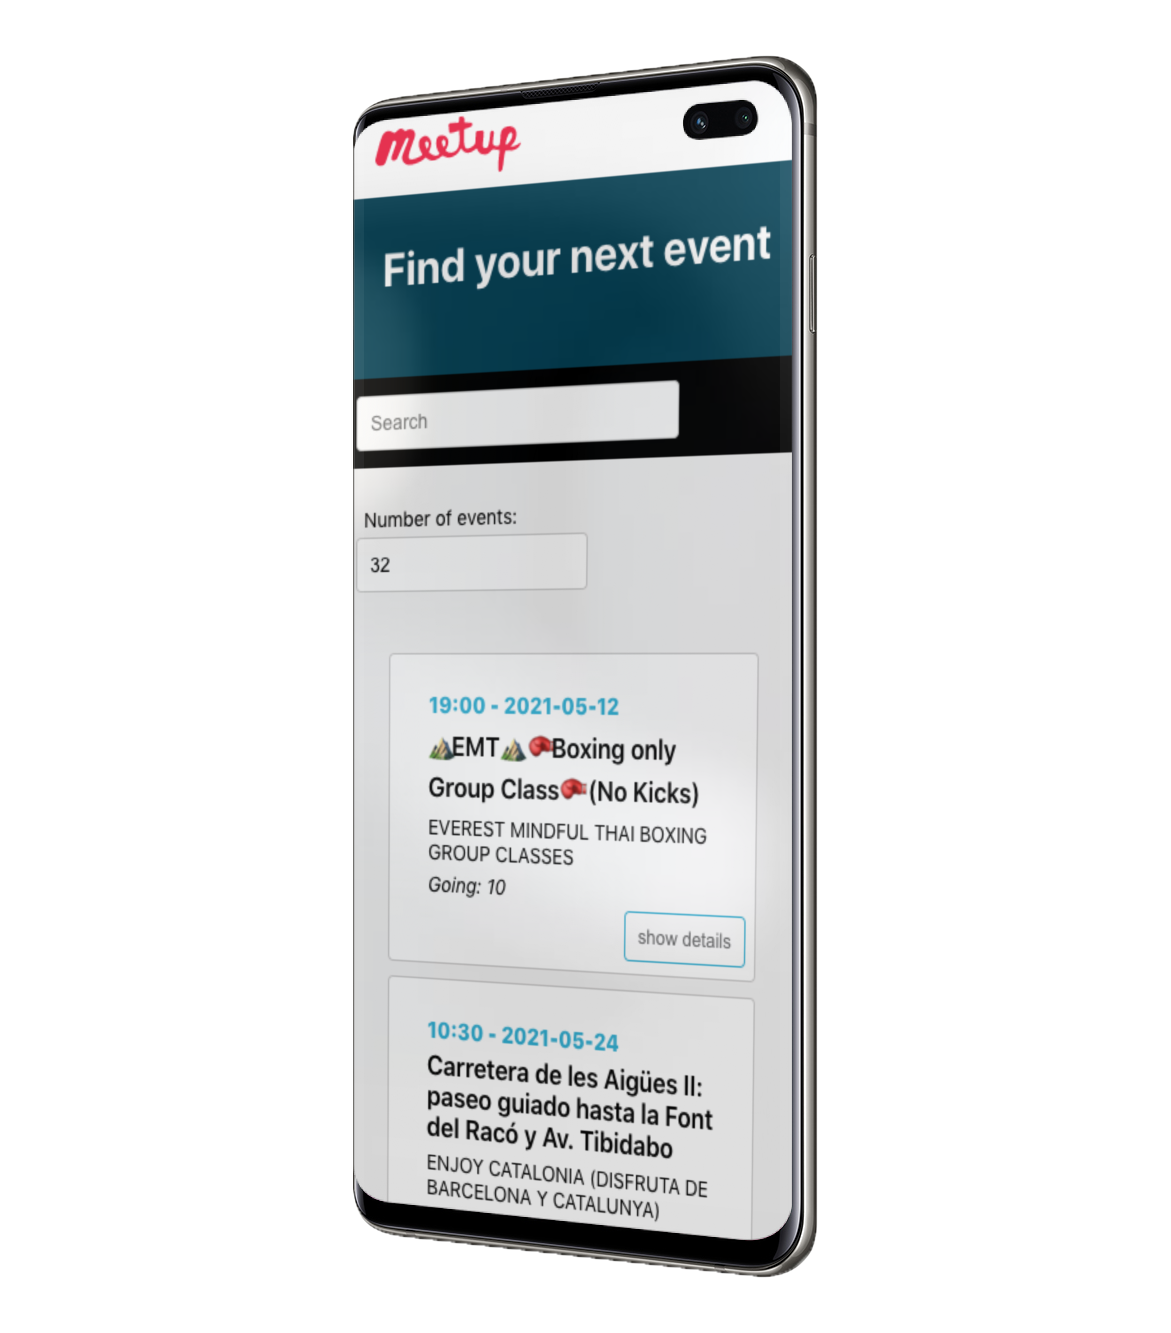 Meetup
Find your next event
Search
Number of events:
32
19:00 - 2021-05-12
⛰️EMT⛰️🥊Boxing only
Group Class🥊(No Kicks)
EVEREST MINDFUL THAI BOXING
GROUP CLASSES
Going: 10
show details
10:30 - 2021-05-24
Carretera de les Aigües II:
paseo guiado hasta la Font
del Racó y Av. Tibidabo
ENJOY CATALONIA (DISFRUTA DE
BARCELONA Y CATALUNYA)